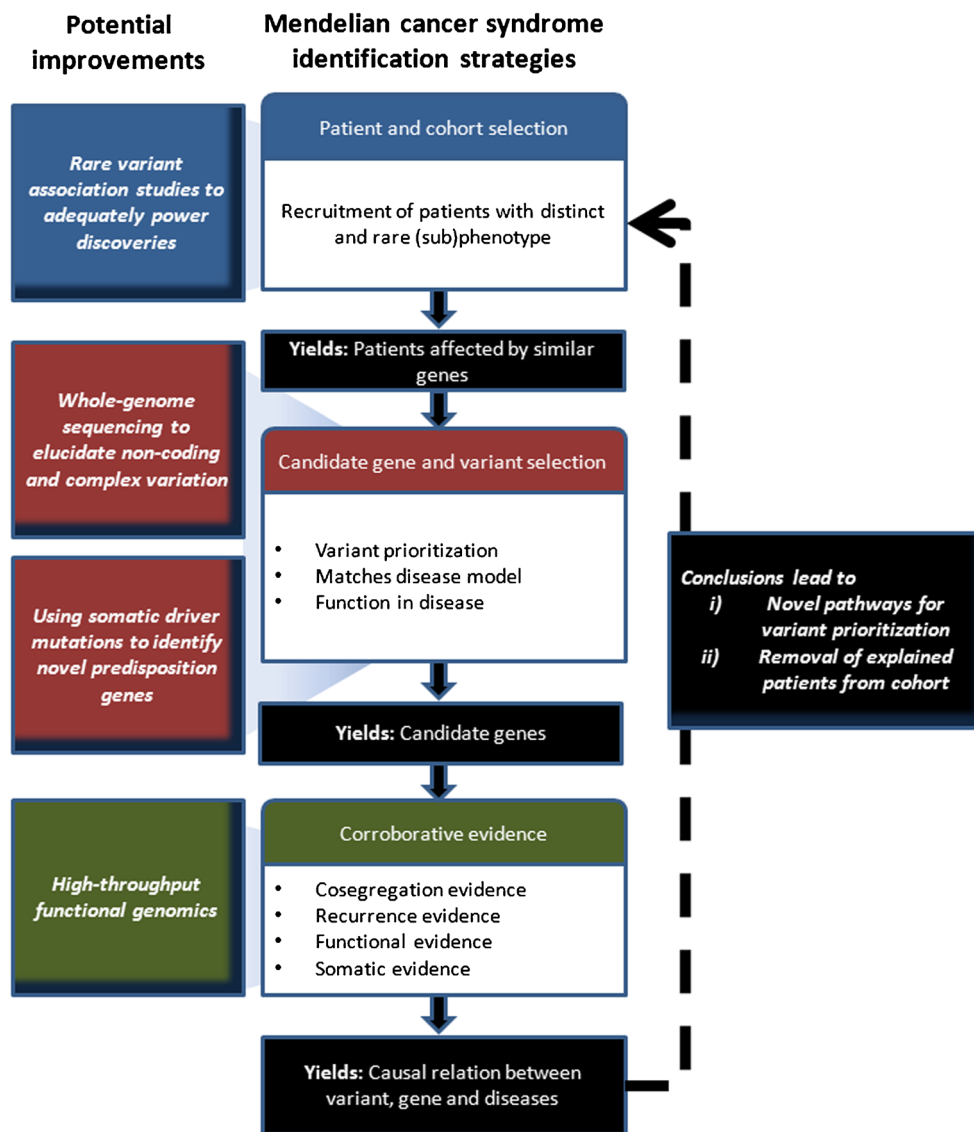 Potential
improvements
Mendelian cancer syndrome
identification strategies
Rare variant
association studies to
adequately power
discoveries
Patient and cohort selection
Recruitment of patients with distinct
and rare (sub)phenotype
Yields: Patients affected by similar
genes
Whole-genome
sequencing to
elucidate non-coding
and complex variation
Using somatic driver
mutations to identify
novel predisposition
genes
Candidate gene and variant selection
• Variant prioritization
• Matches disease model
• Function in disease
Yields: Candidate genes
High-throughput
functional genomics
Corroborative evidence
• Cosegregation evidence
• Recurrence evidence
• Functional evidence
• Somatic evidence
Yields: Causal relation between
variant, gene and diseases
Conclusions lead to
i) Novel pathways for
variant prioritization
ii) Removal of explained
patients from cohort